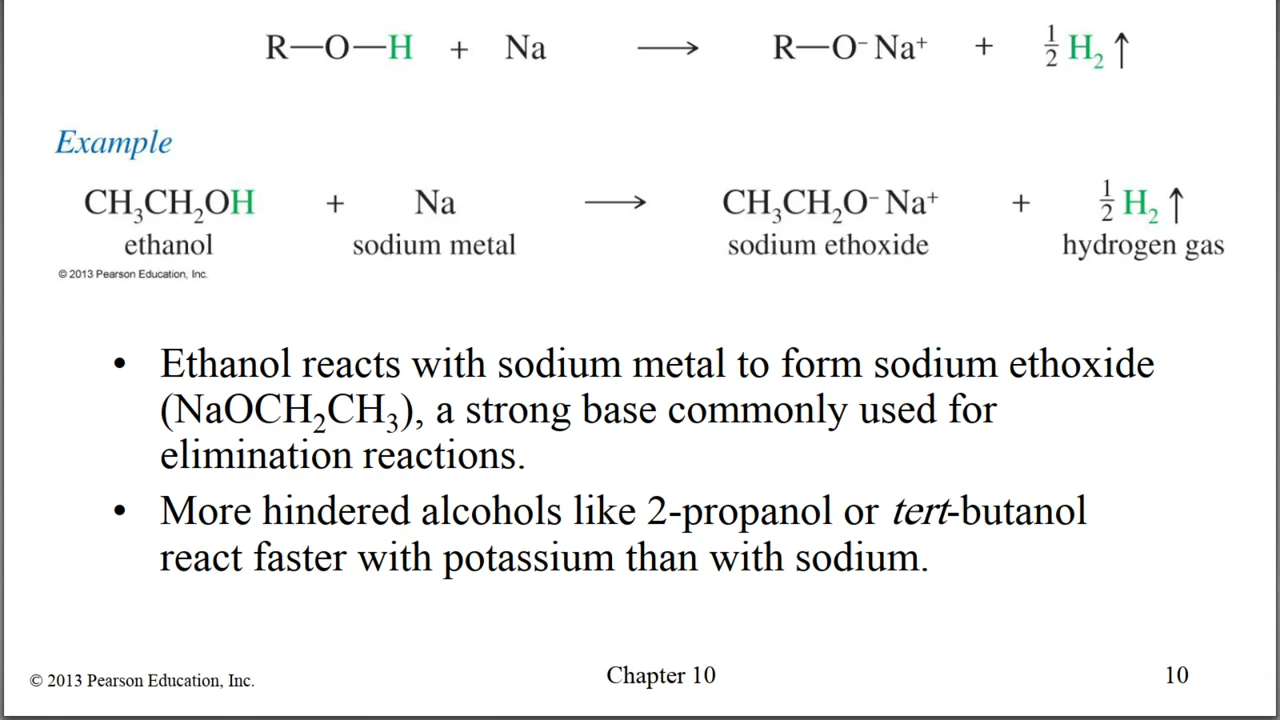 R—O—H + Na ⟶ R—O⁻ Na⁺ + ½ H₂ ↑
Example
CH₃CH₂OH + Na ⟶ CH₃CH₂O⁻ Na⁺ + ½ H₂ ↑
ethanol sodium metal sodium ethoxide hydrogen gas
© 2013 Pearson Education, Inc.
• Ethanol reacts with sodium metal to form sodium ethoxide
(NaOCH₂CH₃), a strong base commonly used for
elimination reactions.
• More hindered alcohols like 2-propanol or tert-butanol
react faster with potassium than with sodium.
© 2013 Pearson Education, Inc. Chapter 10 10